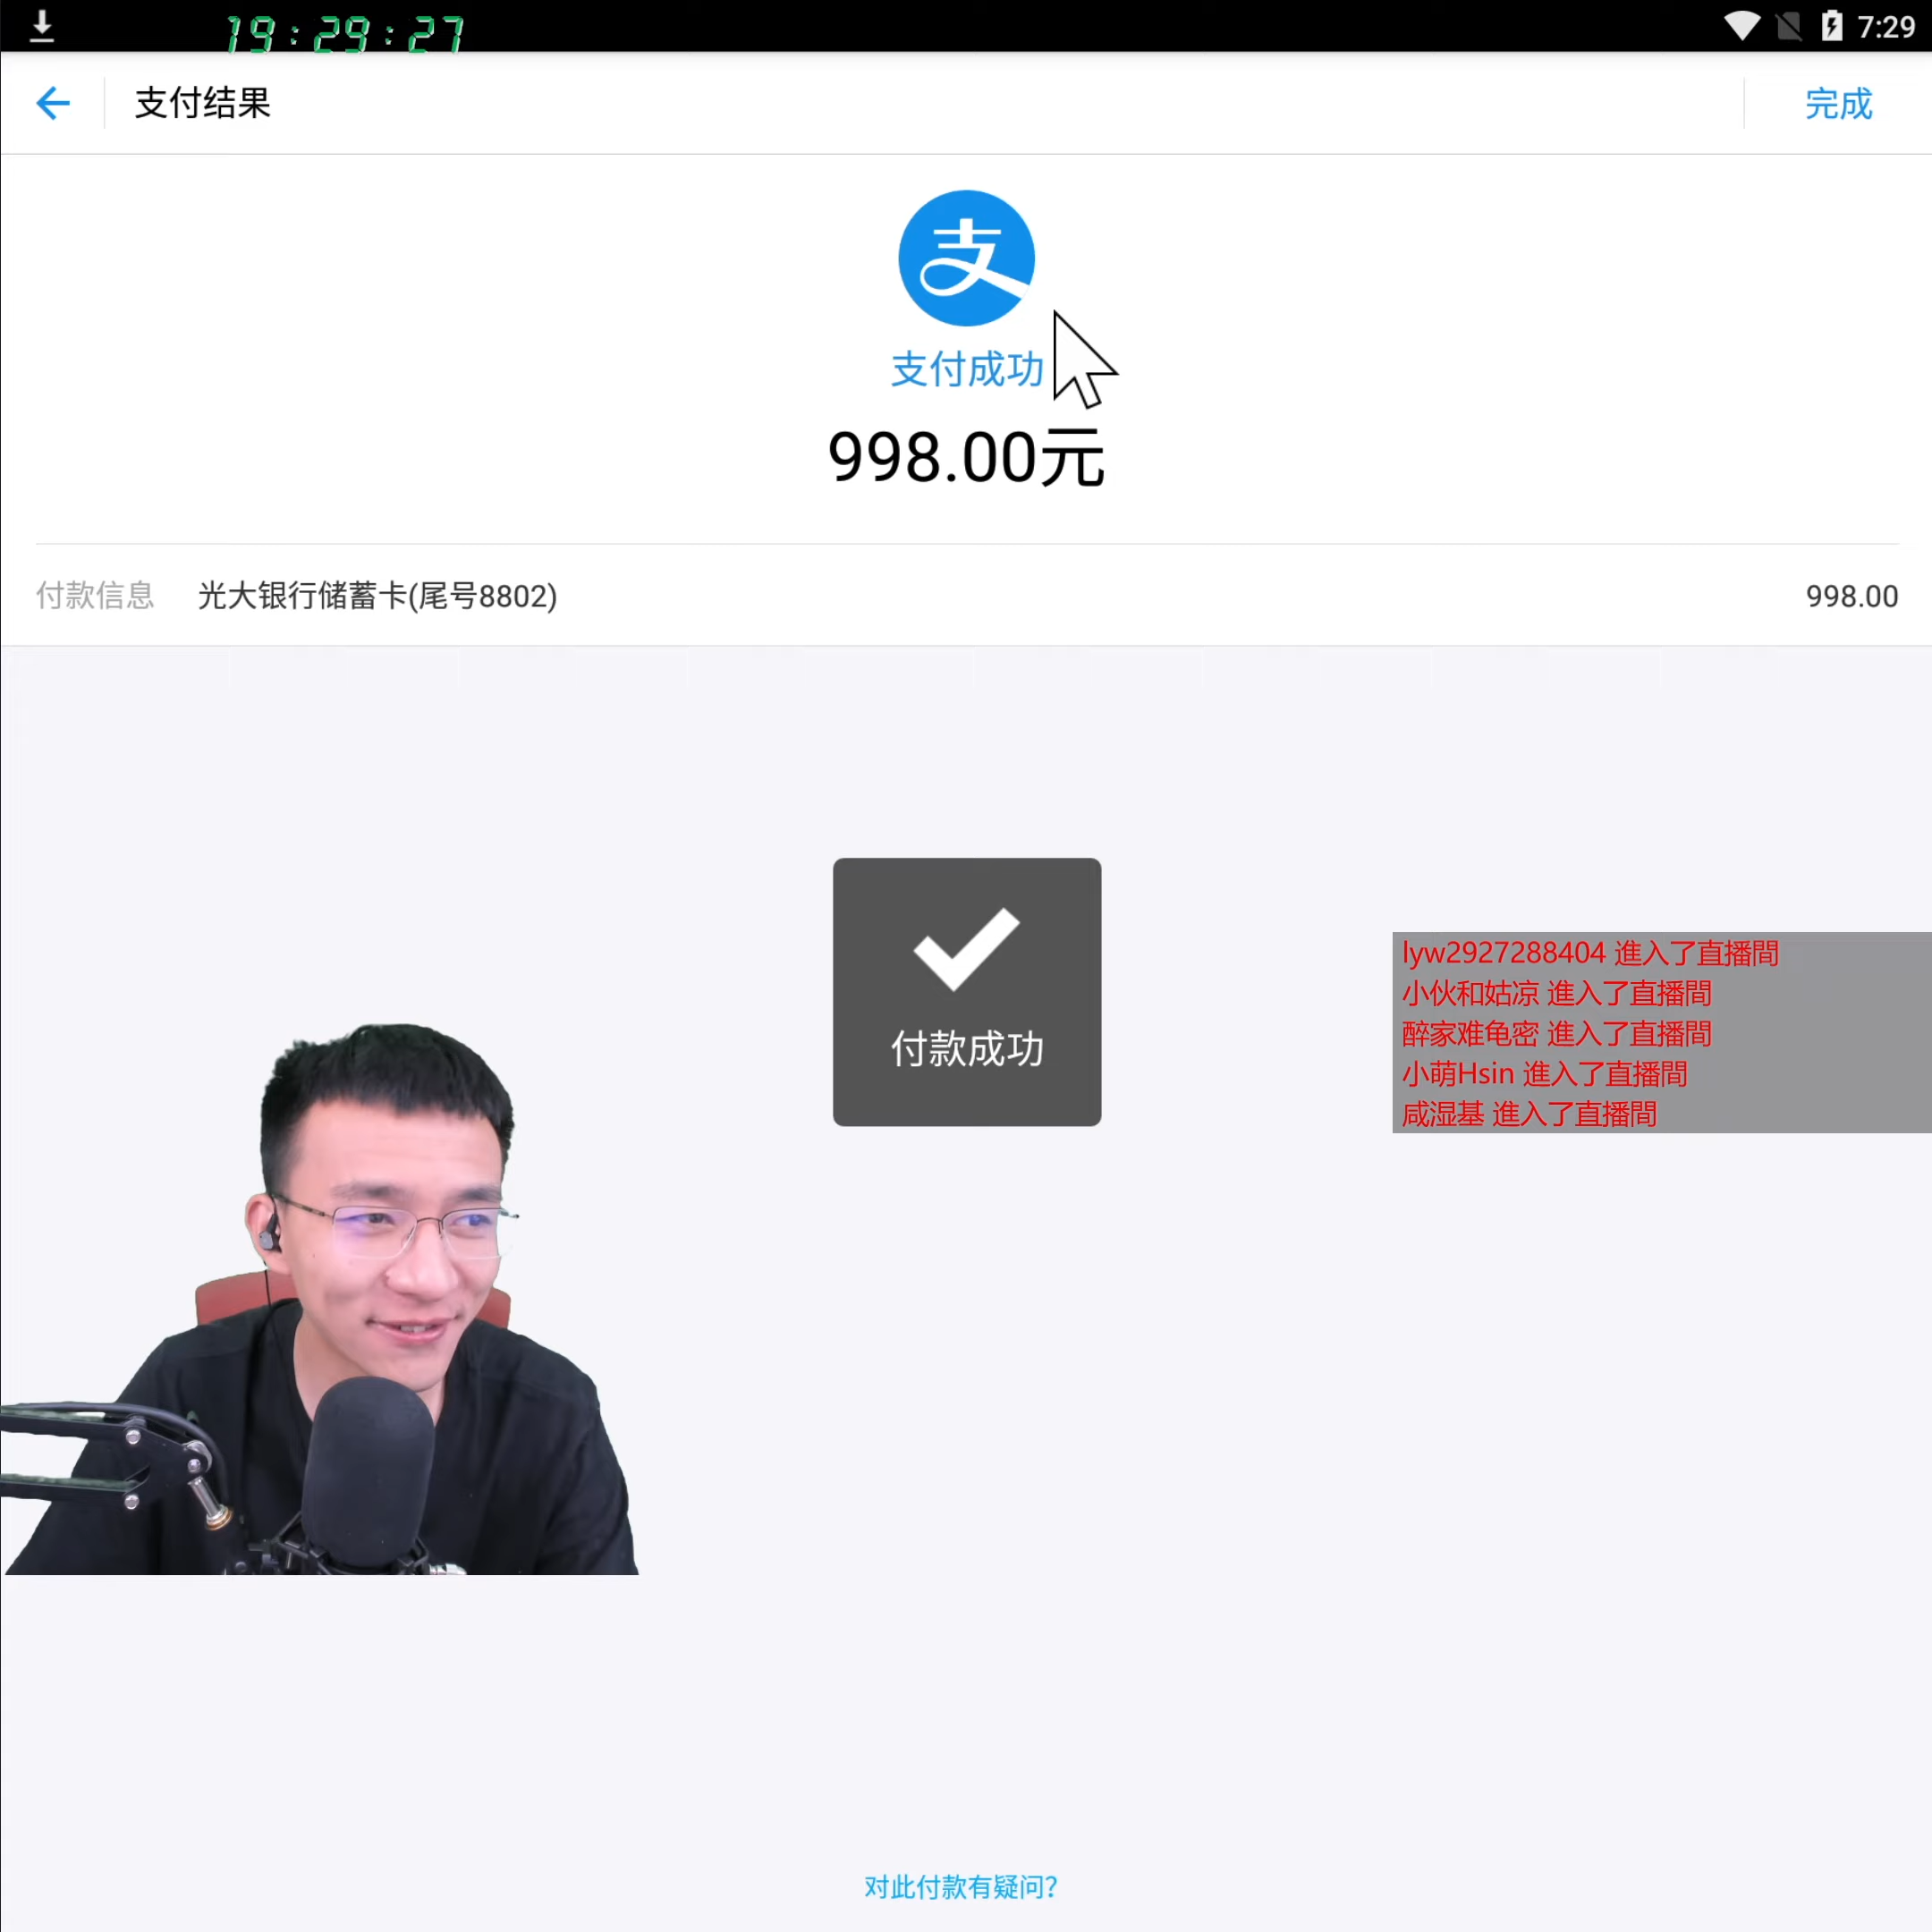 19:29:27
7:29
支付结果
完成
支
支付成功
998.00元
付款信息 光大银行储蓄卡(尾号8802) 998.00
付款成功
lyw2927288404 進入了直播間
小伙和姑凉 進入了直播間
醉家难龟密 進入了直播間
小萌Hsin 進入了直播間
咸湿基 進入了直播間
对此付款有疑问?